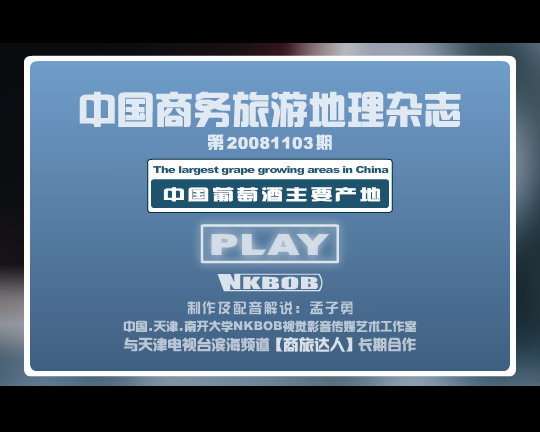 中国商务旅游地理杂志
第20081103期
The largest grape growing areas in China
中国葡萄酒主要产地
PLAY
NKBOB
制作及配音解说：孟子勇
中国.天津.南开大学NKBOB视觉影音传媒艺术工作室
与天津电视台滨海频道【商旅达人】长期合作